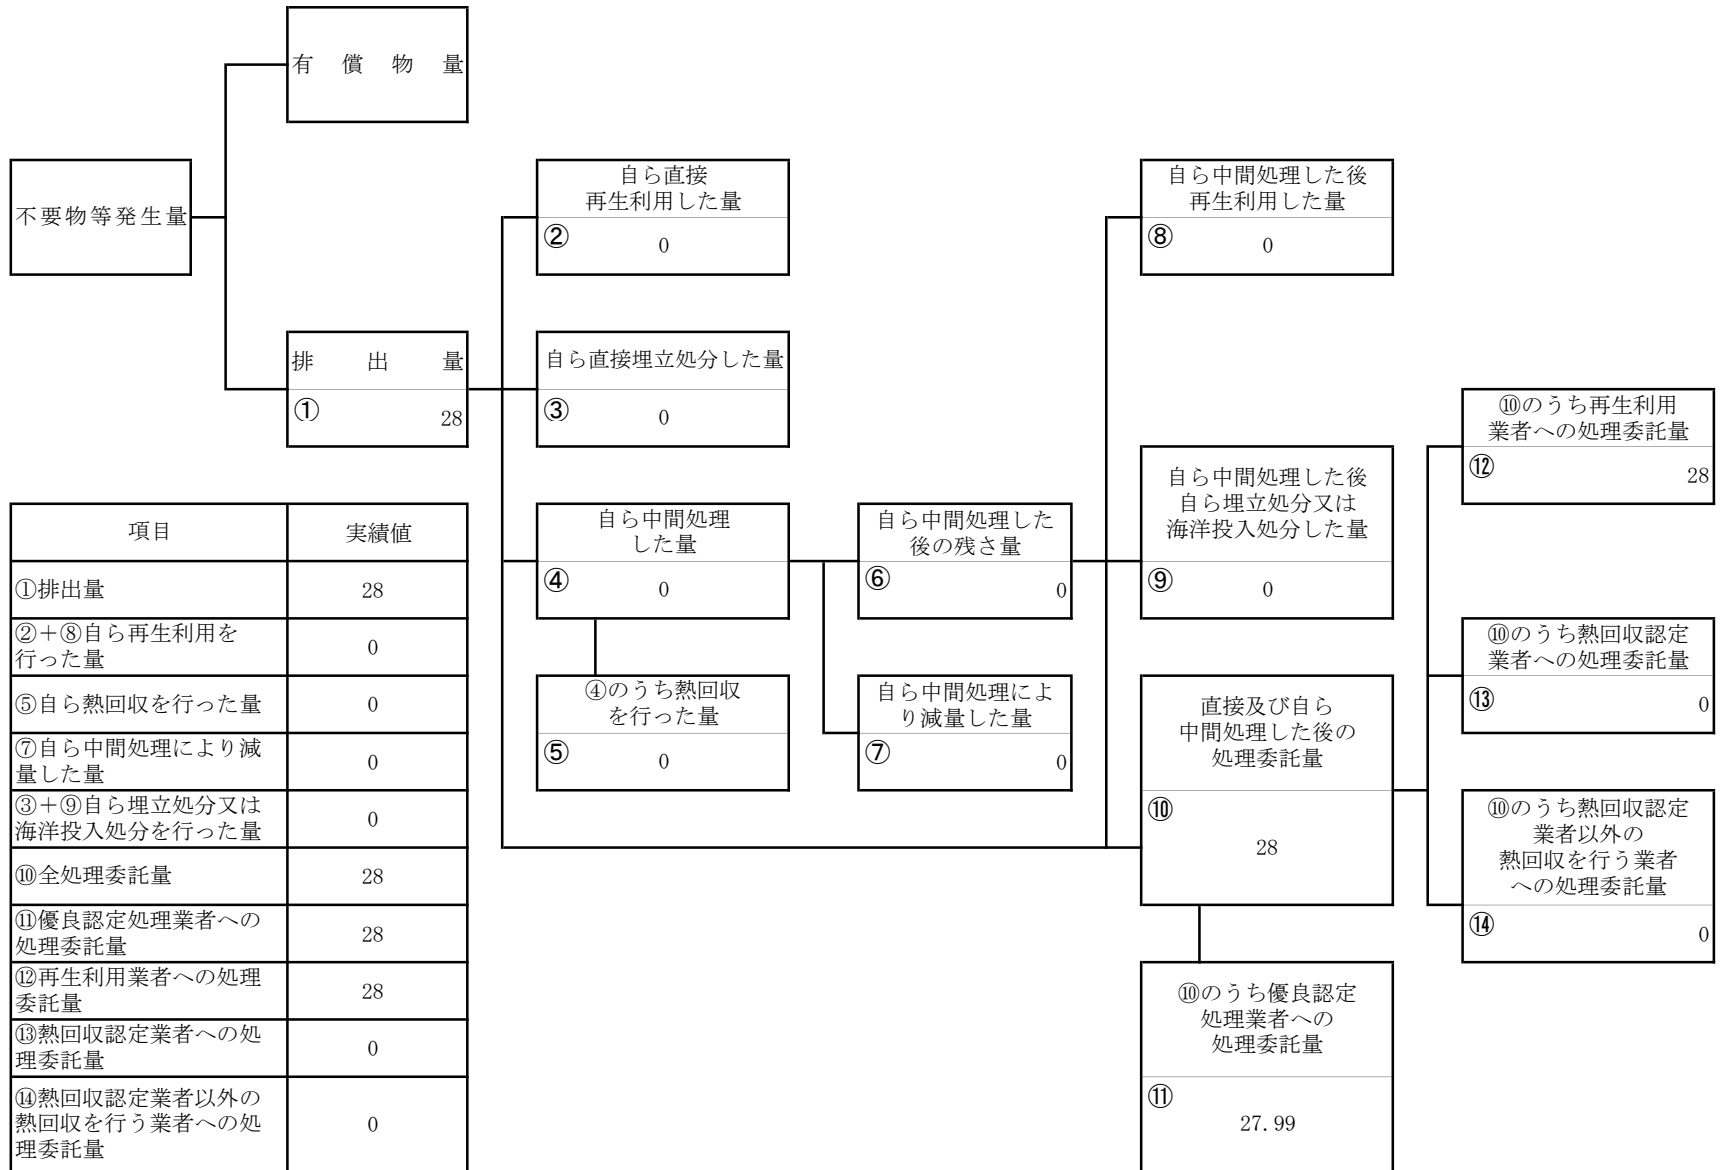 有償物量
不要物等発生量
排出量
①
28
自ら直接
再生利用した量
②
0
自ら直接埋立処分した量
③
0
自ら中間処理
した量
④
0
④のうち熱回収
を行った量
⑤
0
自ら中間処理した
後の残さ量
⑥
0
自ら中間処理によ
り減量した量
⑦
0
自ら中間処理した後
再生利用した量
⑧
0
自ら中間処理した後
自ら埋立処分又は
海洋投入処分した量
⑨
0
直接及び自ら
中間処理した後の
処理委託量
⑩
28
⑩のうち優良認定
処理業者への
処理委託量
⑪
27.99
⑩のうち再生利用
業者への処理委託量
⑫
28
⑩のうち熱回収認定
業者への処理委託量
⑬
0
⑩のうち熱回収認定
業者以外の
熱回収を行う業者
への処理委託量
⑭
0
項目 実績値
①排出量 28
②＋⑧自ら再生利用を
行った量 0
⑤自ら熱回収を行った量 0
⑦自ら中間処理により減
量した量 0
③＋⑨自ら埋立処分又は
海洋投入処分を行った量 0
⑩全処理委託量 28
⑪優良認定処理業者への
処理委託量 28
⑫再生利用業者への処理
委託量 28
⑬熱回収認定業者への処
理委託量 0
⑭熱回収認定業者以外の
熱回収を行う業者への処
理委託量 0